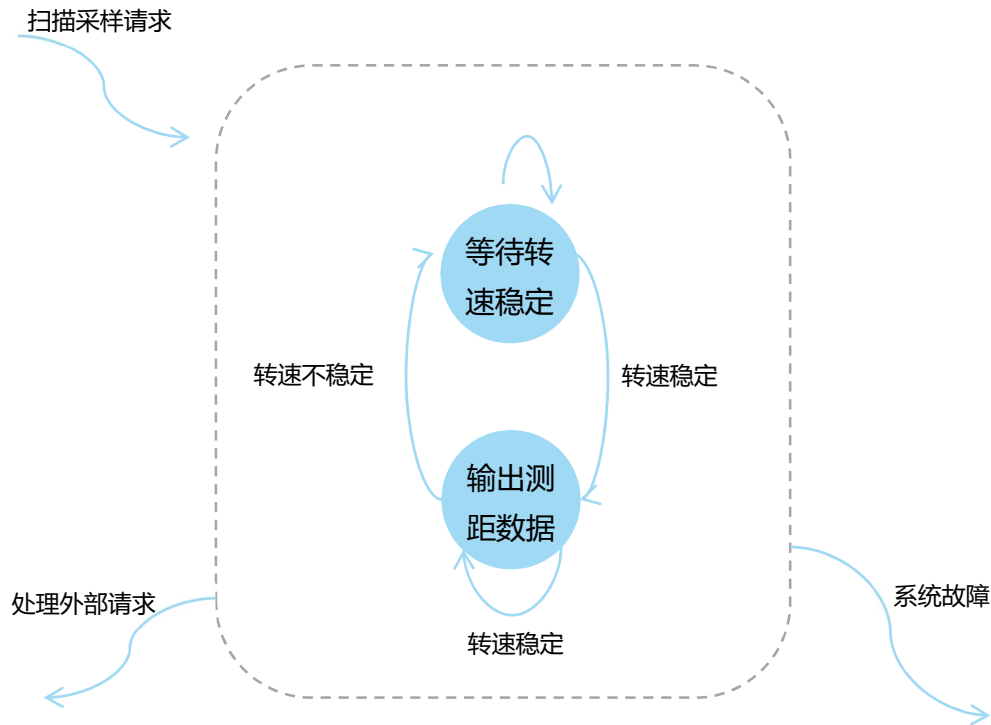 扫描采样请求
等待转
速稳定
转速不稳定
转速稳定
输出测
距数据
处理外部请求
系统故障
转速稳定